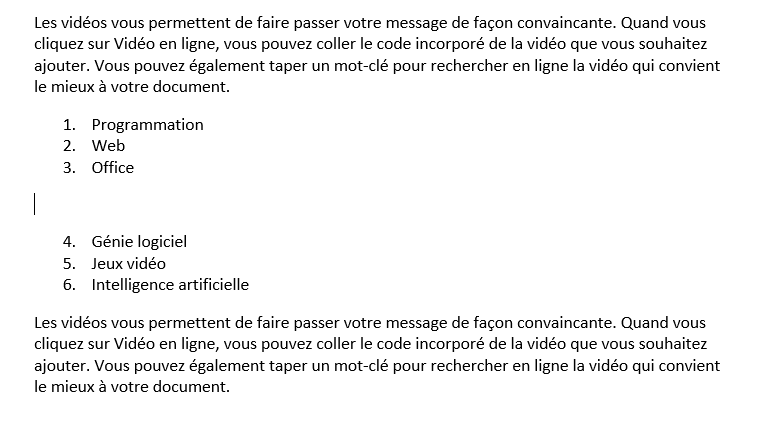 Les vidéos vous permettent de faire passer votre message de façon convaincante. Quand vous
cliquez sur Vidéo en ligne, vous pouvez coller le code incorporé de la vidéo que vous souhaitez
ajouter. Vous pouvez également taper un mot-clé pour rechercher en ligne la vidéo qui convient
le mieux à votre document.
1. Programmation
2. Web
3. Office
4. Génie logiciel
5. Jeux vidéo
6. Intelligence artificielle
Les vidéos vous permettent de faire passer votre message de façon convaincante. Quand vous
cliquez sur Vidéo en ligne, vous pouvez coller le code incorporé de la vidéo que vous souhaitez
ajouter. Vous pouvez également taper un mot-clé pour rechercher en ligne la vidéo qui convient
le mieux à votre document.